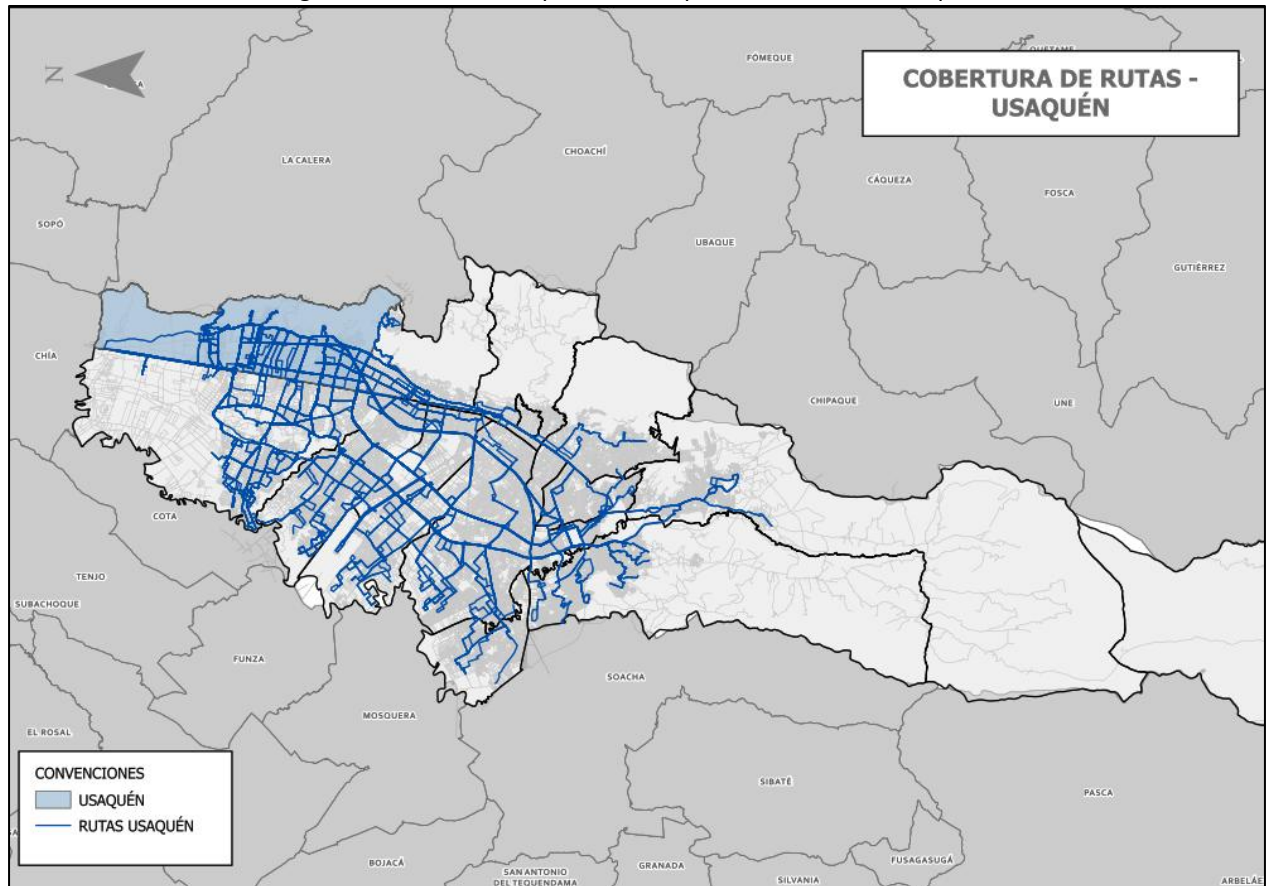 FÓMEQUE
QUETAME
N
COBERTURA DE RUTAS -
USAQUÉN
LA CALERA
CHOACHÍ
CÁQUEZA
FOSCA
SOPÓ
UBAQUE
GUTIÉRREZ
CHÍA
CHIPAQUE
UNE
COTA
TENJO
SUBACHOQUE
FUNZA
SOACHA
MOSQUERA
EL ROSAL
SIBATÉ
PASCA
CONVENCIONES
USAQUÉN
RUTAS USAQUÉN
BOJACÁ
SAN ANTONIO
DEL TEQUENDAMA
GRANADA
SILVANIA
FUSAGASUGÁ
ARBELÁE